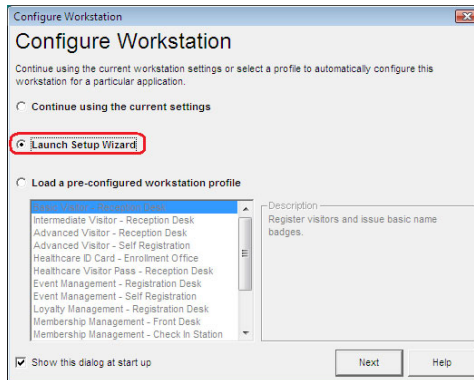 Configure Workstation
Configure Workstation
Continue using the current workstation settings or select a profile to automatically configure this
workstation for a particular application.
Continue using the current settings
Launch Setup Wizard
Load a pre-configured workstation profile
Description
Register visitors and issue basic name
badges.
Intermediate Visitor - Reception Desk
Advanced Visitor - Reception Desk
Advanced Visitor - Self Registration
Healthcare ID Card - Enrollment Office
Healthcare Visitor Pass - Reception Desk
Event Management - Registration Desk
Event Management - Self Registration
Loyalty Management - Registration Desk
Membership Management - Front Desk
Membership Management - Check In Station
Show this dialog at start up
Next
Help